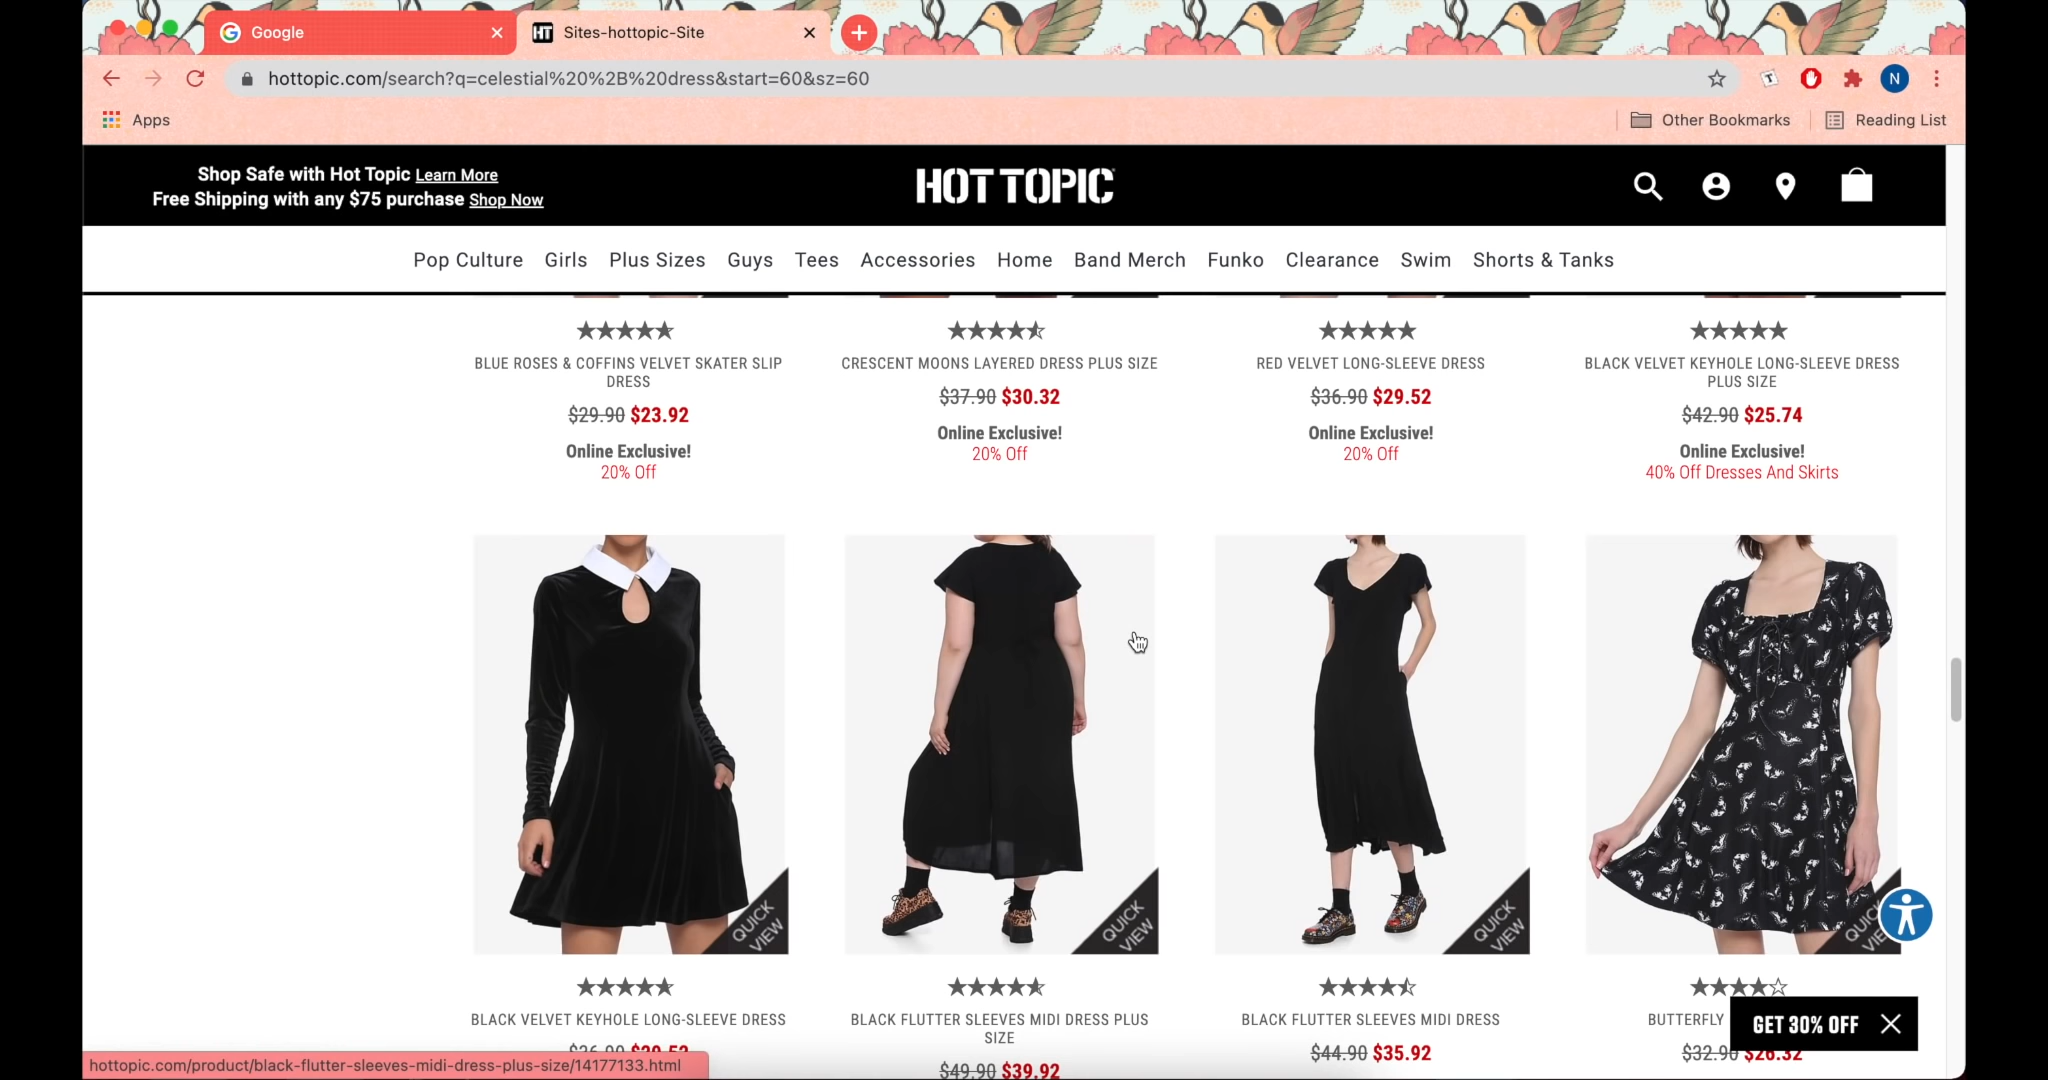 Google
Sites-hottopic-Site
hottopic.com/search?q=celestial%20%2B%20dress&start=60&sz=60
N
Apps
Other Bookmarks
Reading List
Shop Safe with Hot Topic Learn More
Free Shipping with any $75 purchase Shop Now
HOT TOPIC
Pop Culture Girls Plus Sizes Guys Tees Accessories Home Band Merch Funko Clearance Swim Shorts & Tanks
BLUE ROSES & COFFINS VELVET SKATER SLIP
DRESS
$29.90 $23.92
Online Exclusive!
20% Off
CRESCENT MOONS LAYERED DRESS PLUS SIZE
$37.90 $30.32
Online Exclusive!
20% Off
RED VELVET LONG-SLEEVE DRESS
$36.90 $29.52
Online Exclusive!
20% Off
BLACK VELVET KEYHOLE LONG-SLEEVE DRESS
PLUS SIZE
$42.90 $25.74
Online Exclusive!
40% Off Dresses And Skirts
QUICK
VIEW
QUICK
VIEW
QUICK
VIEW
BLACK VELVET KEYHOLE LONG-SLEEVE DRESS
BLACK FLUTTER SLEEVES MIDI DRESS PLUS
SIZE
$49.90 $39.92
BLACK FLUTTER SLEEVES MIDI DRESS
$44.90 $35.92
BUTTERFLY
$32.90 $26.32
GET 30% OFF
hottopic.com/product/black-flutter-sleeves-midi-dress-plus-size/14177133.html